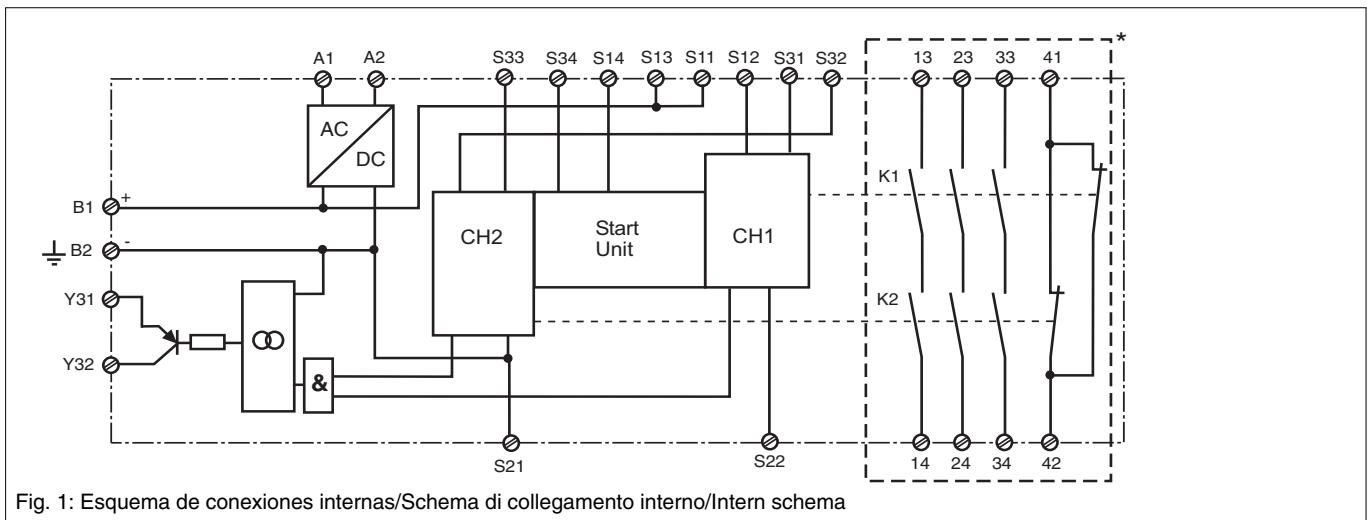 A1 A2 S33 S34 S14 S13 S11 S12 S31 S32 13 23 33 41 *
AC
DC
B1 +
B2 -
Y31
Y32
CH2
Start
Unit
CH1
K1
K2
&
S21 S22 14 24 34 42
Fig. 1: Esquema de conexiones internas/Schema di collegamento interno/Intern schema